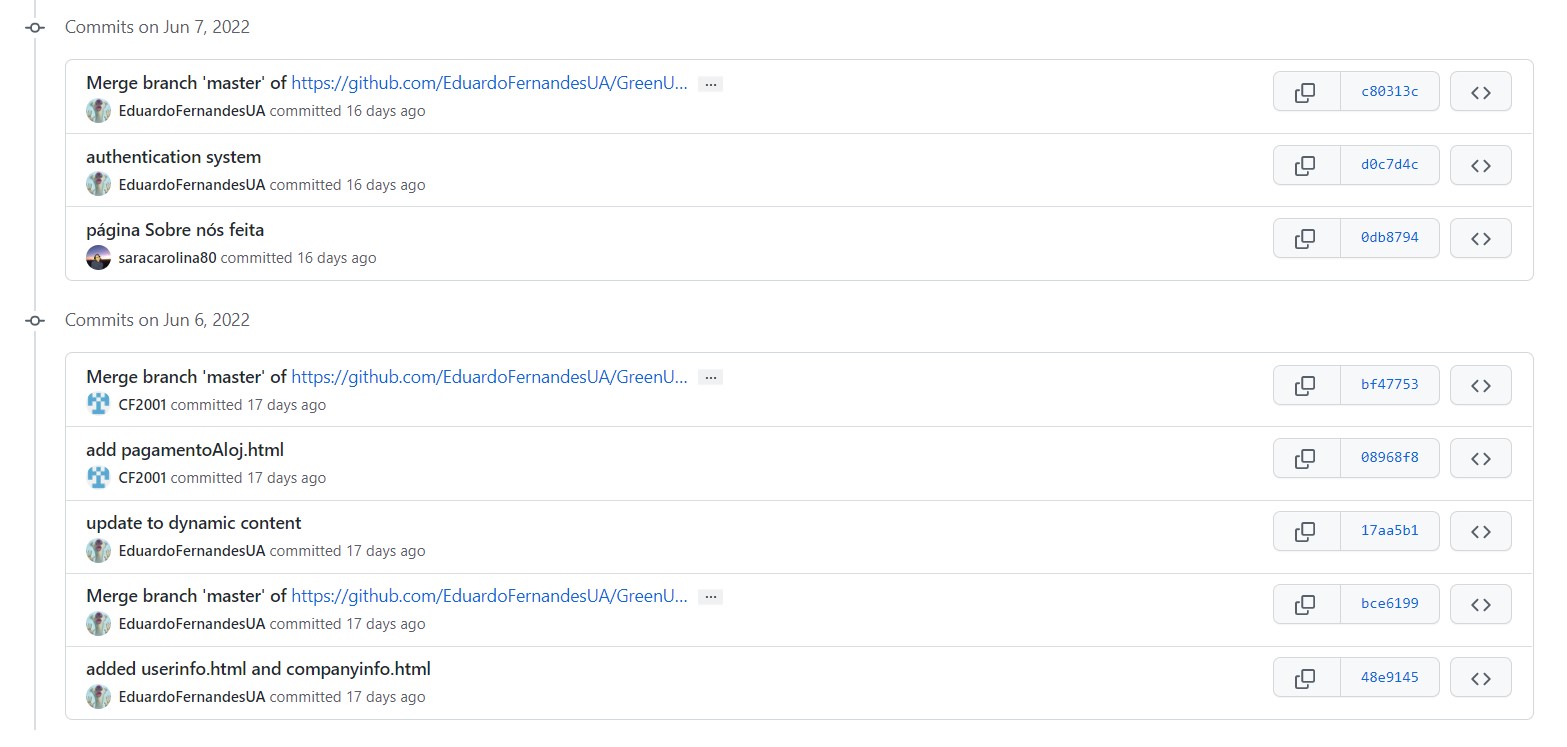 Commits on Jun 7, 2022
Merge branch 'master' of https://github.com/EduardoFernandesUA/GreenU... ...
c80313c
EduardoFernandesUA committed 16 days ago
authentication system
d0c7d4c
EduardoFernandesUA committed 16 days ago
página Sobre nós feita
0db8794
saracarolina80 committed 16 days ago
Commits on Jun 6, 2022
Merge branch 'master' of https://github.com/EduardoFernandesUA/GreenU... ...
bf47753
CF2001 committed 17 days ago
add pagamentoAloj.html
08968f8
CF2001 committed 17 days ago
update to dynamic content
17aa5b1
EduardoFernandesUA committed 17 days ago
Merge branch 'master' of https://github.com/EduardoFernandesUA/GreenU... ...
bce6199
EduardoFernandesUA committed 17 days ago
added userinfo.html and companyinfo.html
48e9145
EduardoFernandesUA committed 17 days ago